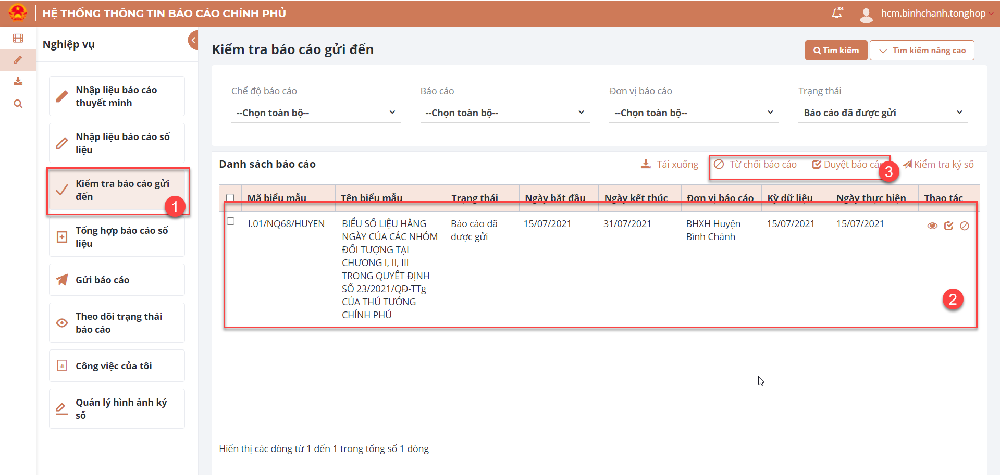 HỆ THỐNG THÔNG TIN BÁO CÁO CHÍNH PHỦ
84
hcm.binhchanh.tonghop
Nghiệp vụ
Nhập liệu báo cáo
thuyết minh
Nhập liệu báo cáo số
liệu
Kiểm tra báo cáo gửi
đến
1
Tổng hợp báo cáo số
liệu
Gửi báo cáo
Theo dõi trạng thái
báo cáo
Công việc của tôi
Quản lý hình ảnh ký
số
Kiểm tra báo cáo gửi đến
Tìm kiếm
Tìm kiếm nâng cao
Chế độ báo cáo
Báo cáo
Đơn vị báo cáo
Trạng thái
--Chọn toàn bộ--
--Chọn toàn bộ--
--Chọn toàn bộ--
Báo cáo đã được gửi
Danh sách báo cáo
Tải xuống
Từ chối báo cáo
Duyệt báo cáo
3
Kiểm tra ký số
Mã biểu mẫu
Tên biểu mẫu
Trạng thái
Ngày bắt đầu
Ngày kết thúc
Đơn vị báo cáo
Kỳ dữ liệu
Ngày thực hiện
Thao tác
I.01/NQ68/HUYEN
BIỂU SỐ LIỆU HẰNG
NGÀY CỦA CÁC NHÓM
ĐỐI TƯỢNG TẠI
CHƯƠNG I, II, III
TRONG QUYẾT ĐỊNH
SỐ 23/2021/QĐ-TTg
CỦA THỦ TƯỚNG
CHÍNH PHỦ
Báo cáo đã
được gửi
15/07/2021
31/07/2021
BHXH Huyện
Bình Chánh
15/07/2021
15/07/2021
2
Hiển thị các dòng từ 1 đến 1 trong tổng số 1 dòng